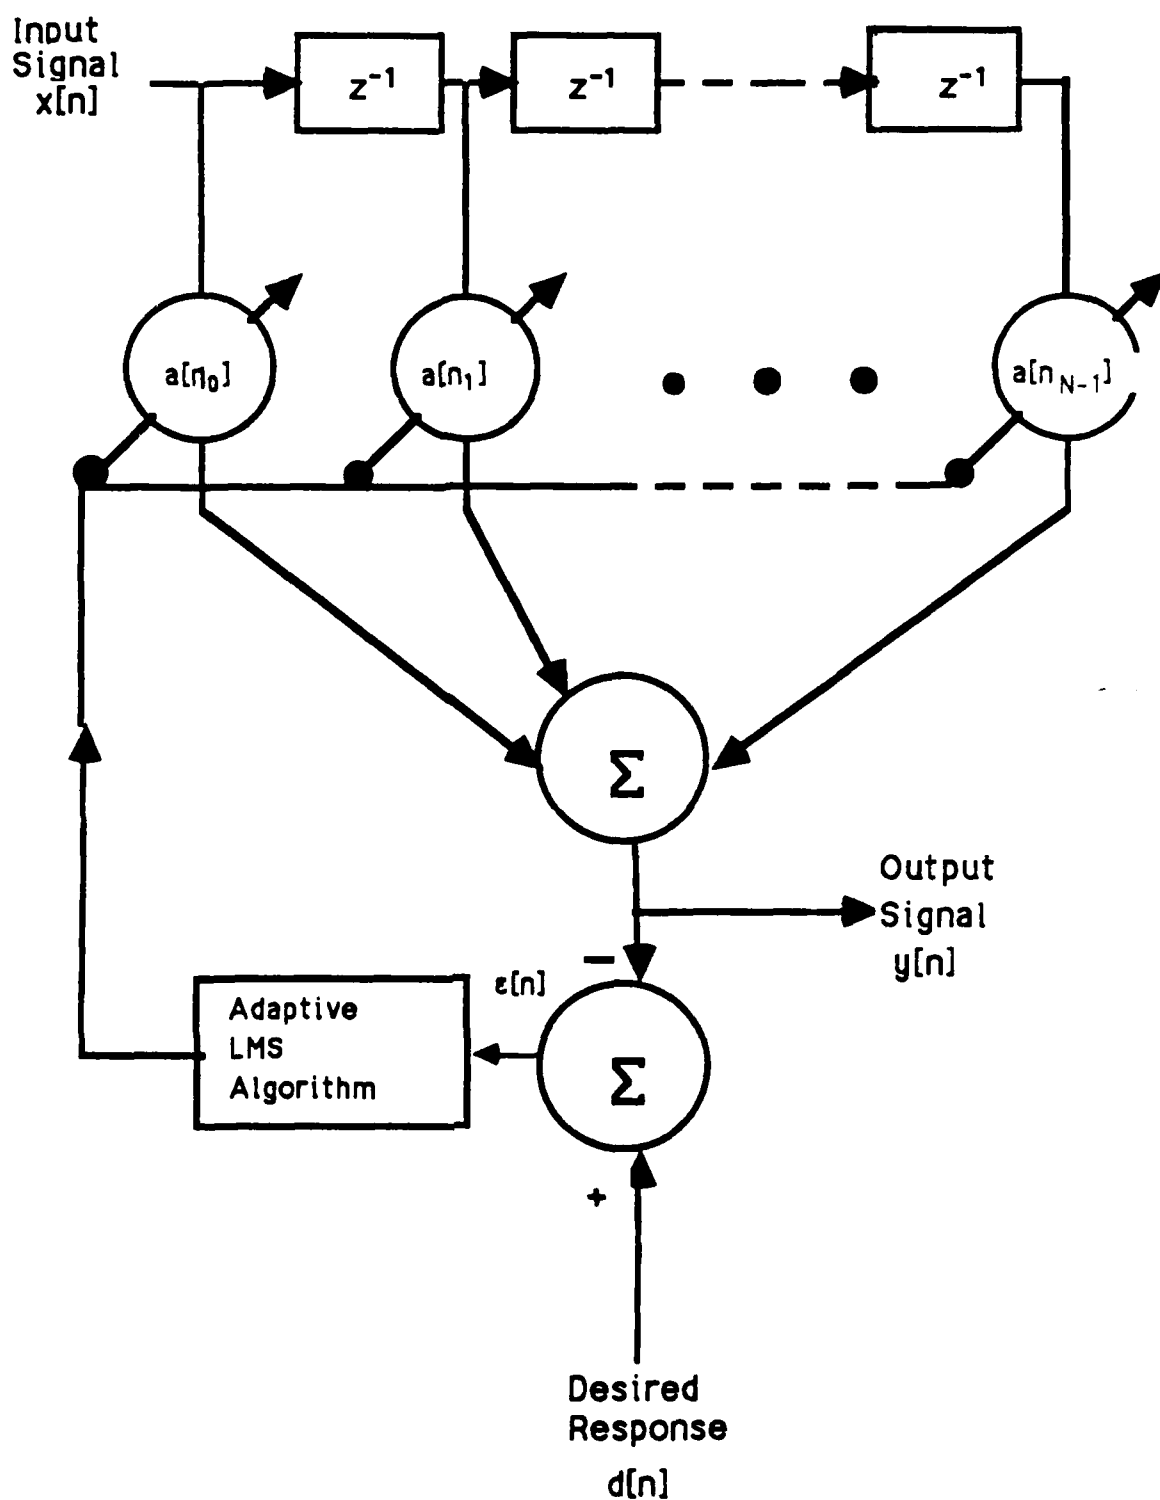 Input
Signal
x[n]
z⁻¹
z⁻¹
z⁻¹
a[n₀]
a[n₁]
a[n_{N-1}]
Σ
Output
Signal
y[n]
−
ε[n]
Adaptive
LMS
Algorithm
Σ
+
Desired
Response
d[n]